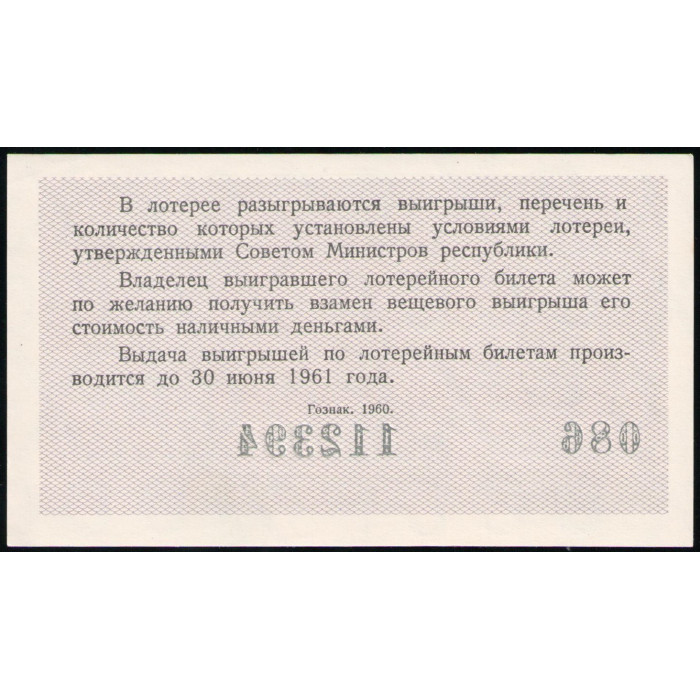 В лотерее разыгрываются выигрыши, перечень и
количество которых установлены условиями лотереи,
утвержденными Советом Министров республики.
Владелец выигравшего лотерейного билета может
по желанию получить взамен вещевого выигрыша его
стоимость наличными деньгами.
Выдача выигрышей по лотерейным билетам произ-
водится до 30 июня 1961 года.
Гознак. 1960.
112394 086